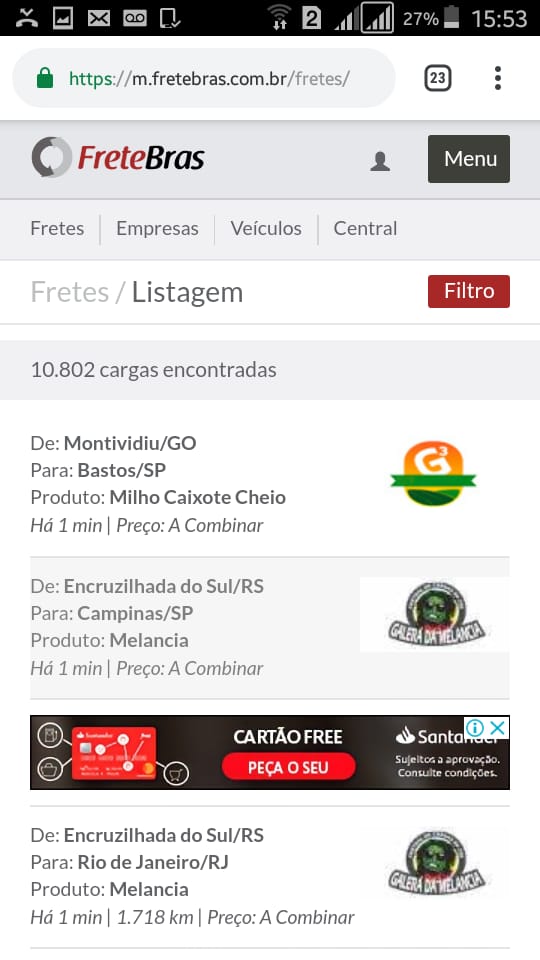 2
27%
15:53
https://m.fretebras.com.br/fretes/
23
FreteBras
Menu
Fretes
Empresas
Veículos
Central
Fretes / Listagem
Filtro
10.802 cargas encontradas
De: Montividiu/GO
Para: Bastos/SP
Produto: Milho Caixote Cheio
Há 1 min | Preço: A Combinar
G3
De: Encruzilhada do Sul/RS
Para: Campinas/SP
Produto: Melancia
Há 1 min | Preço: A Combinar
GALERA DA MELANCIA
Santander
CARTÃO FREE
PEÇA O SEU
Santander
Sujeitos a aprovação.
Consulte condições.
De: Encruzilhada do Sul/RS
Para: Rio de Janeiro/RJ
Produto: Melancia
Há 1 min | 1.718 km | Preço: A Combinar
GALERA DA MELANCIA